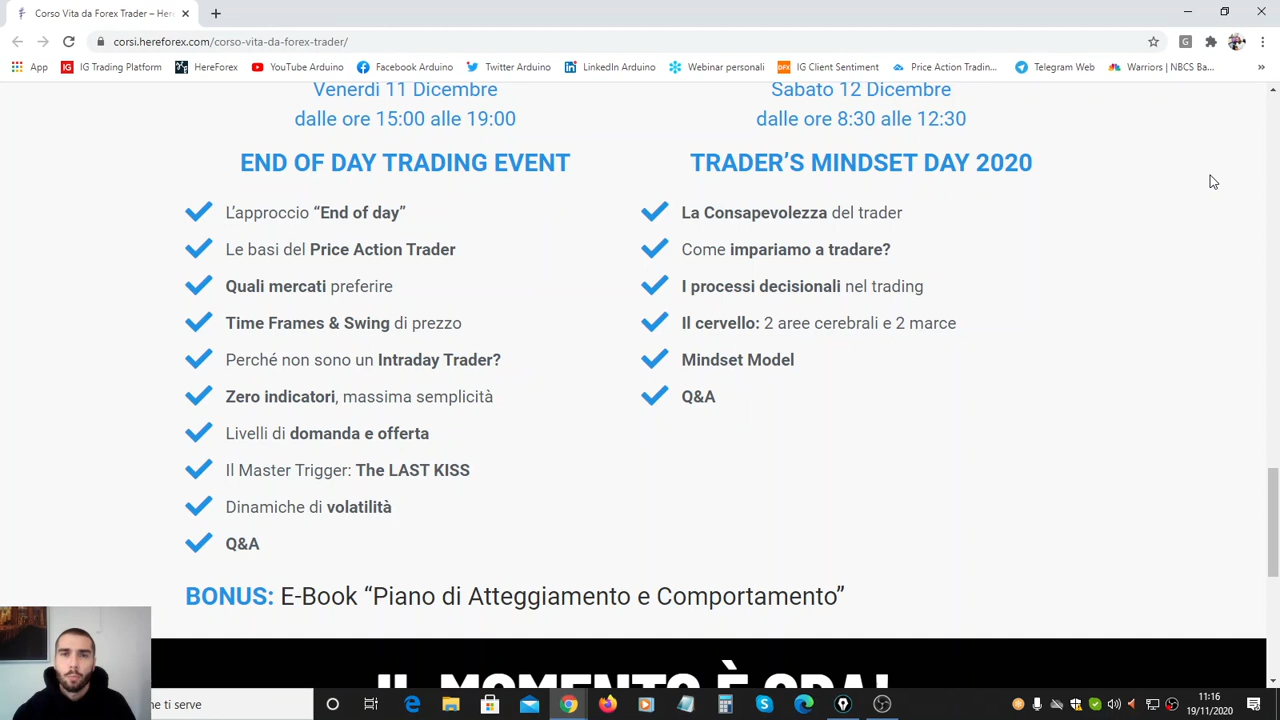 Corso Vita da Forex Trader – Here
corsi.hereforex.com/corso-vita-da-forex-trader/
App
IG Trading Platform
HereForex
YouTube Arduino
Facebook Arduino
Twitter Arduino
LinkedIn Arduino
Webinar personali
IG Client Sentiment
Price Action Tradin...
Telegram Web
Warriors | NBCS Ba...
Venerdì 11 Dicembre
dalle ore 15:00 alle 19:00
END OF DAY TRADING EVENT
L’approccio “End of day”
Le basi del Price Action Trader
Quali mercati preferire
Time Frames & Swing di prezzo
Perché non sono un Intraday Trader?
Zero indicatori, massima semplicità
Livelli di domanda e offerta
Il Master Trigger: The LAST KISS
Dinamiche di volatilità
Q&A
Sabato 12 Dicembre
dalle ore 8:30 alle 12:30
TRADER’S MINDSET DAY 2020
La Consapevolezza del trader
Come impariamo a tradare?
I processi decisionali nel trading
Il cervello: 2 aree cerebrali e 2 marce
Mindset Model
Q&A
BONUS: E-Book “Piano di Atteggiamento e Comportamento”
IL MOMENTO È ORA!
he ti serve
11:16
19/11/2020